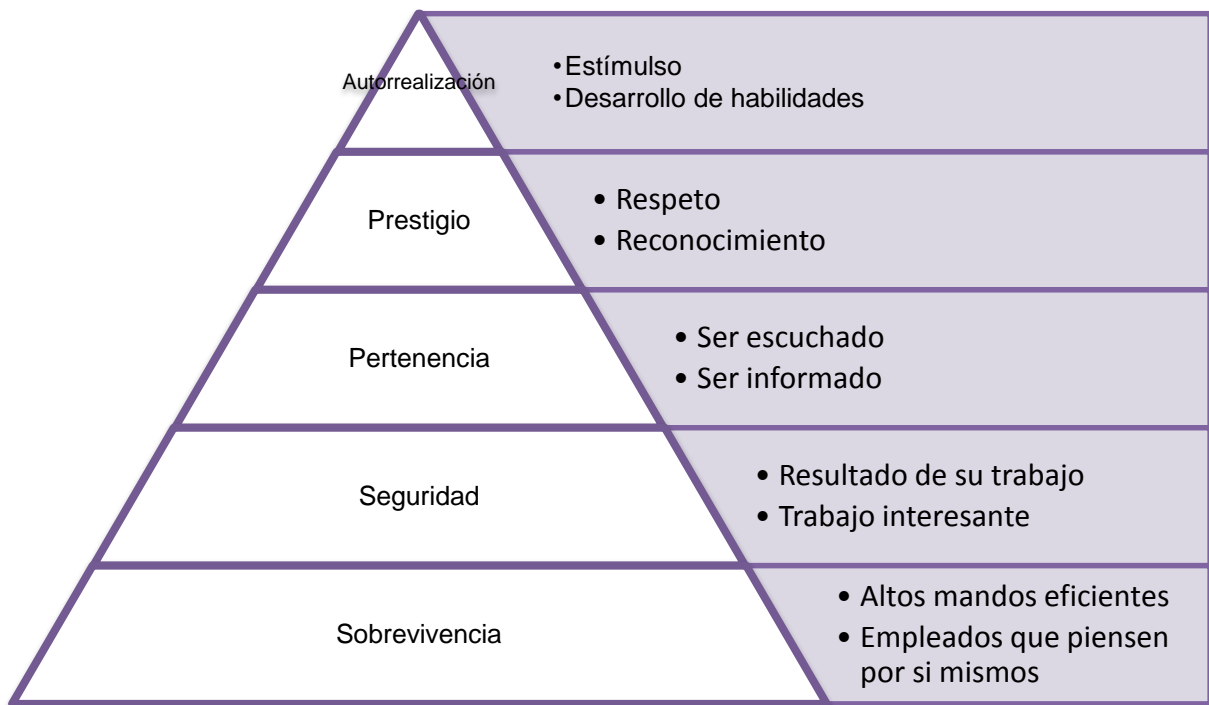 Autorrealización
•Estímulso
•Desarrollo de habilidades
Prestigio
• Respeto
• Reconocimiento
Pertenencia
• Ser escuchado
• Ser informado
Seguridad
• Resultado de su trabajo
• Trabajo interesante
Sobrevivencia
• Altos mandos eficientes
• Empleados que piensen
por si mismos